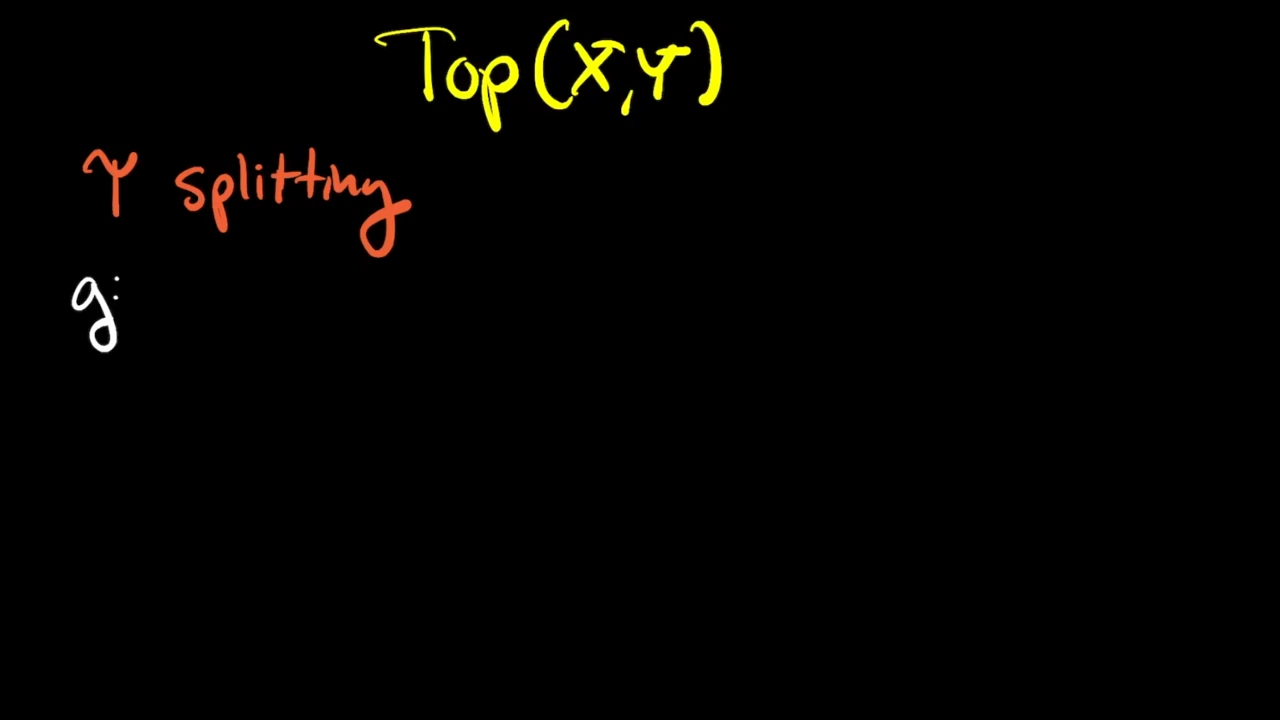 Top(X,Y)
τ splitting
g: